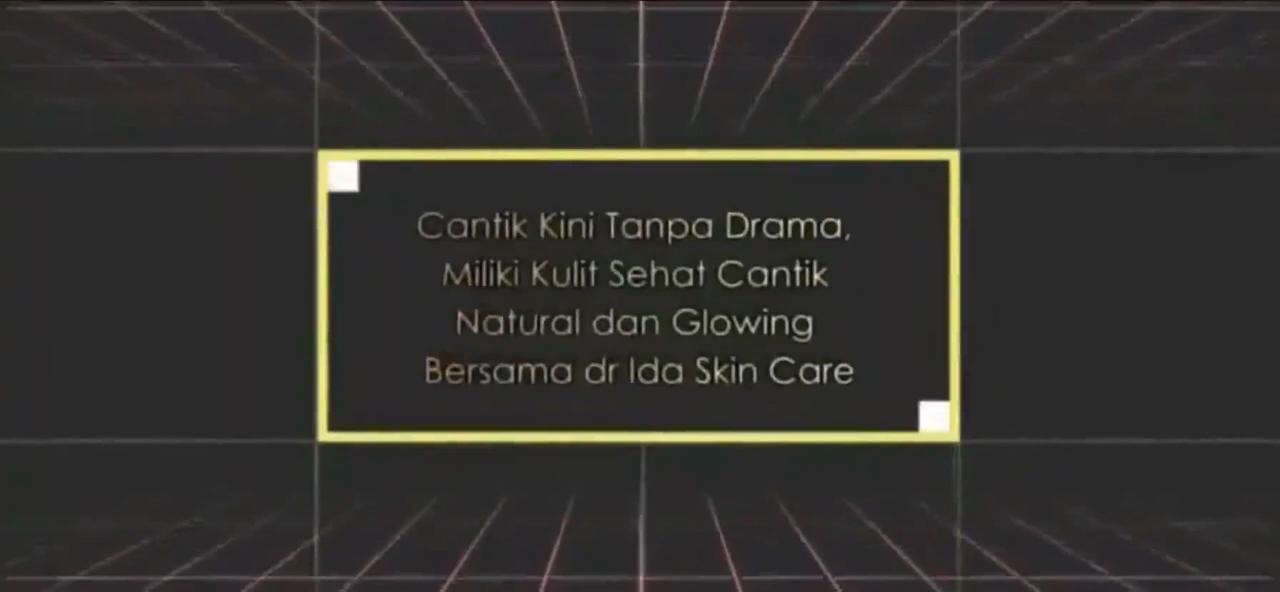 Cantik Kini Tanpa Drama,
Miliki Kulit Sehat Cantik
Natural dan Glowing
Bersama dr Ida Skin Care